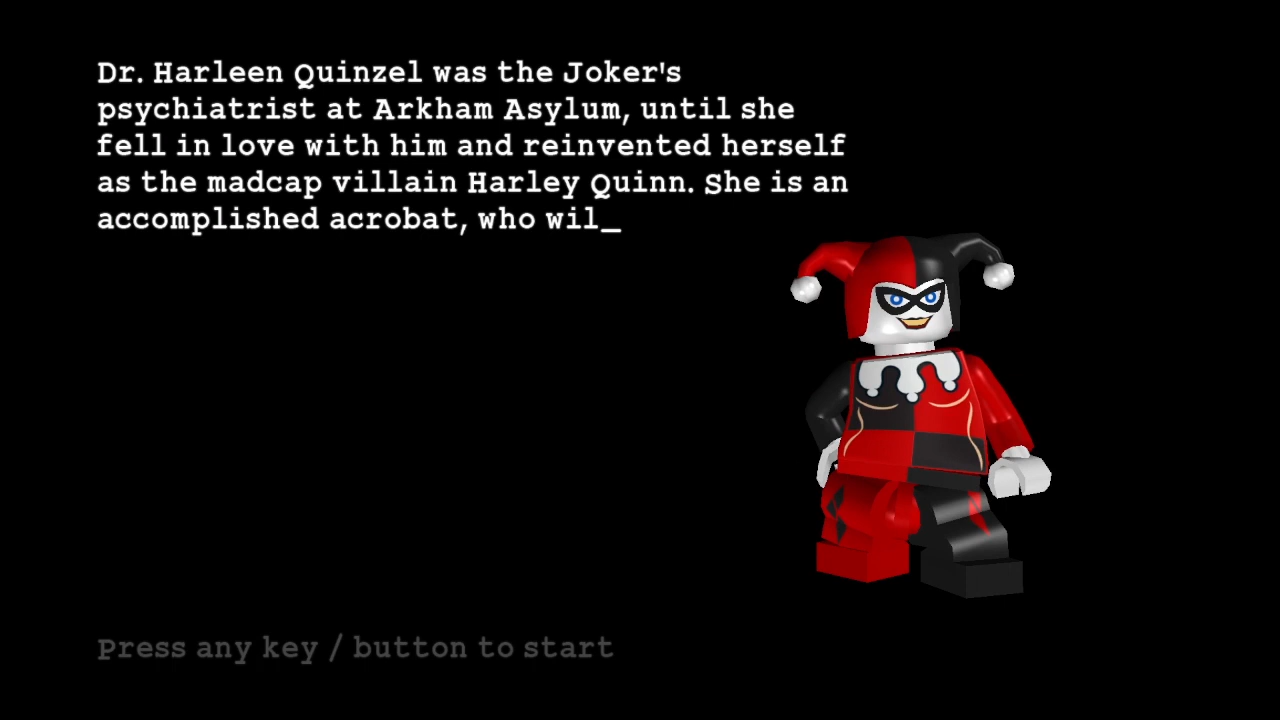 Dr. Harleen Quinzel was the Joker's
psychiatrist at Arkham Asylum, until she
fell in love with him and reinvented herself
as the madcap villain Harley Quinn. She is an
accomplished acrobat, who wil_
Press any key / button to start